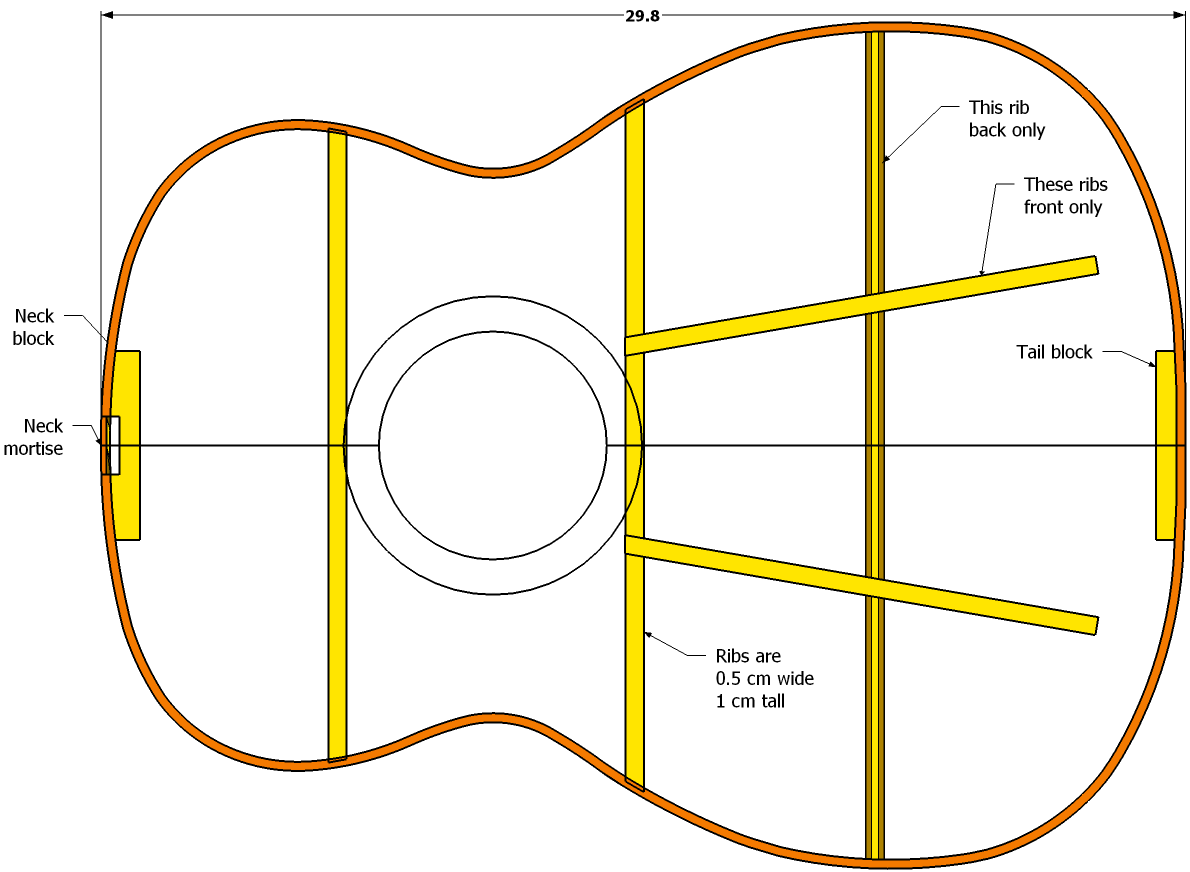 29.8
This rib
back only
These ribs
front only
Neck
block
Tail block
Neck
mortise
Ribs are
0.5 cm wide
1 cm tall